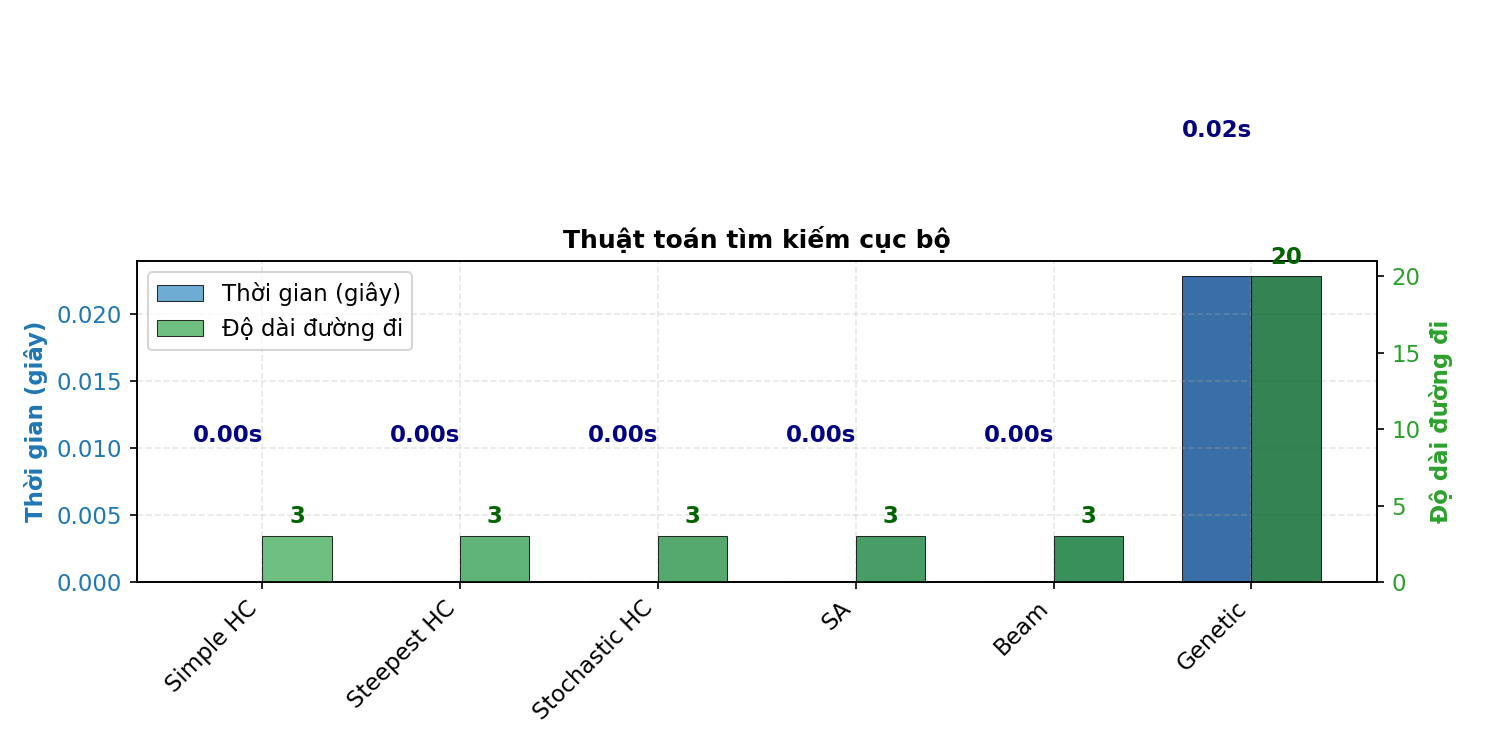 0.02s
Thuật toán tìm kiếm cục bộ
20
Thời gian (giây)
Độ dài đường đi
Thời gian (giây)
0.020
0.015
0.010
0.005
0.000
0.00s
0.00s
0.00s
0.00s
0.00s
3
3
3
3
3
20
15
10
5
0
Độ dài đường đi
Simple HC
Steepest HC
Stochastic HC
SA
Beam
Genetic